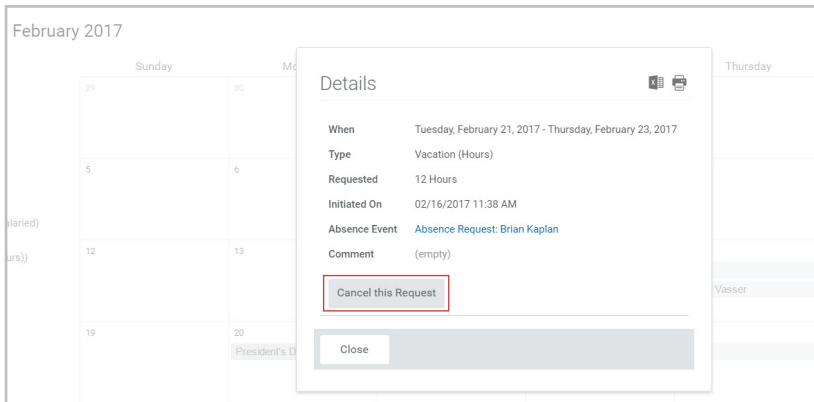 February 2017
Sunday
Mo
Thursday
29
30
Details
When Tuesday, February 21, 2017 - Thursday, February 23, 2017
Type Vacation (Hours)
Requested 12 Hours
Initiated On 02/16/2017 11:38 AM
Absence Event Absence Request: Brian Kaplan
Comment (empty)
Cancel this Request
Close
5
6
alaried)
urs))
12
13
Vasser
19
20
President's D